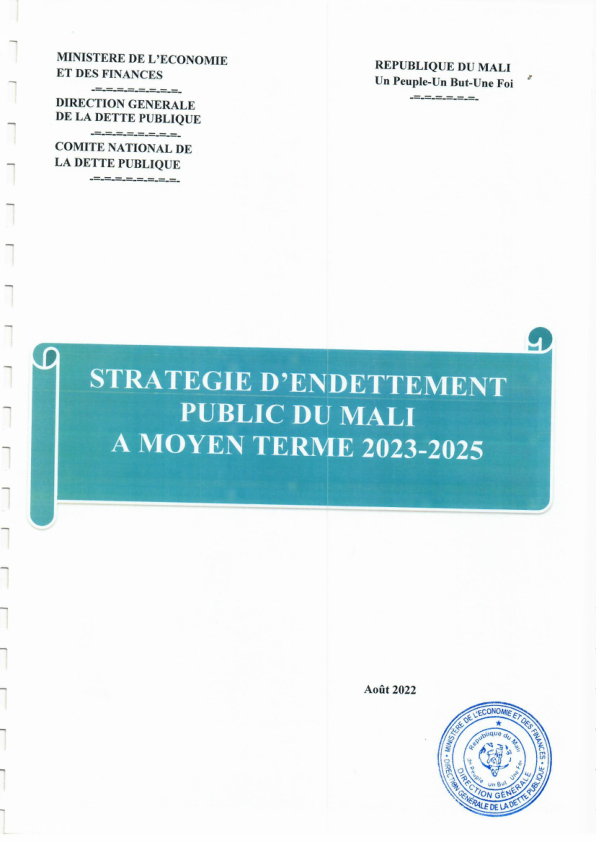 MINISTERE DE L'ECONOMIE
ET DES FINANCES
-=-=-=-=-=-=-=-=-
DIRECTION GENERALE
DE LA DETTE PUBLIQUE
-=-=-=-=-=-=-=-=-
COMITE NATIONAL DE
LA DETTE PUBLIQUE
-=-=-=-=-=-=-=-=-
REPUBLIQUE DU MALI
Un Peuple-Un But-Une Foi
-=-=-=-=-=-=-
STRATEGIE D'ENDETTEMENT
PUBLIC DU MALI
A MOYEN TERME 2023-2025
Août 2022
MINISTÈRE DE L'ECONOMIE ET DES FINANCES
DIRECTION GENERALE DE LA DETTE PUBLIQUE
République du Mali
Un Peuple un But Une Foi
DIRECTION GÉNÉRALE